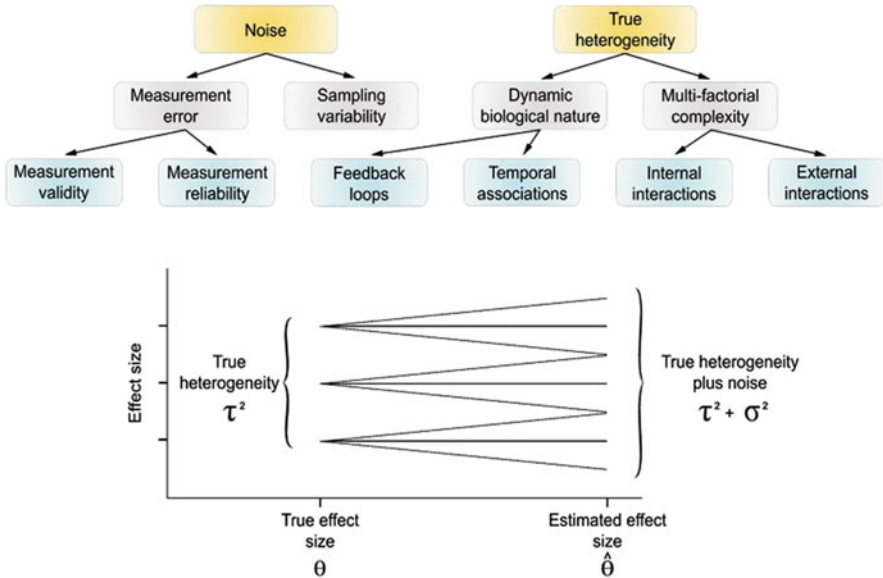 Noise
True
heterogeneity
Measurement
error
Sampling
variability
Dynamic
biological nature
Multi-factorial
complexity
Measurement
validity
Measurement
reliability
Feedback
loops
Temporal
associations
Internal
interactions
External
interactions
Effect size
True
heterogeneity
τ²
True heterogeneity
plus noise
τ² + σ²
True effect
size
θ
Estimated effect
size
θ̂